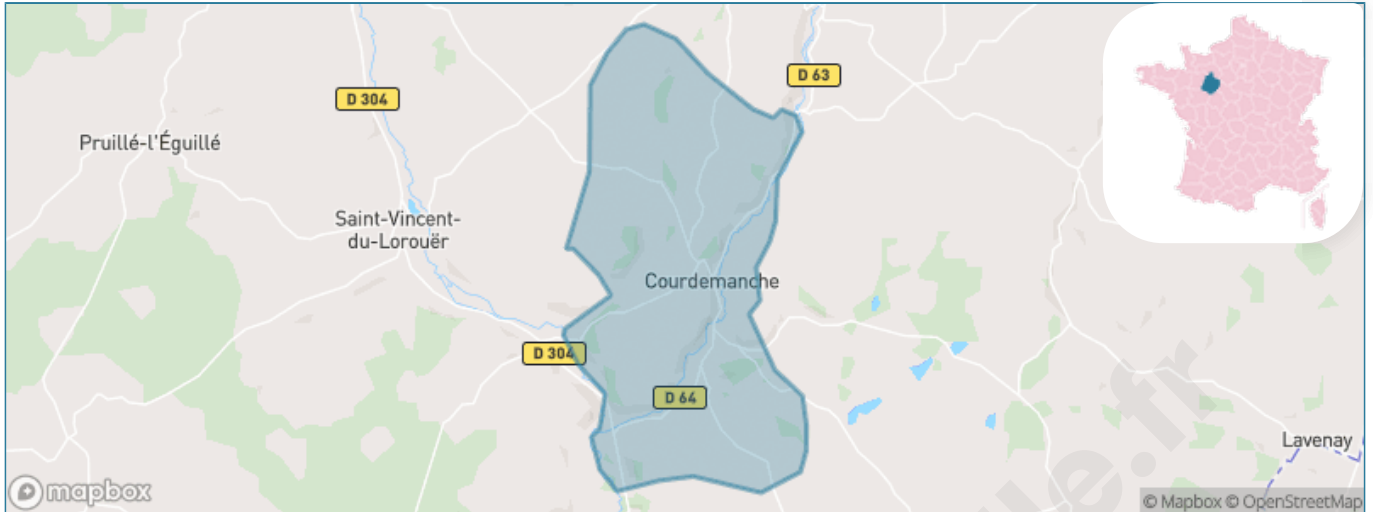 D 63
D 304
Pruillé-l'Éguillé
Saint-Vincent-
du-Lorouër
Courdemanche
D 304
D 64
Lavenay
mapbox
© Mapbox © OpenStreetMap